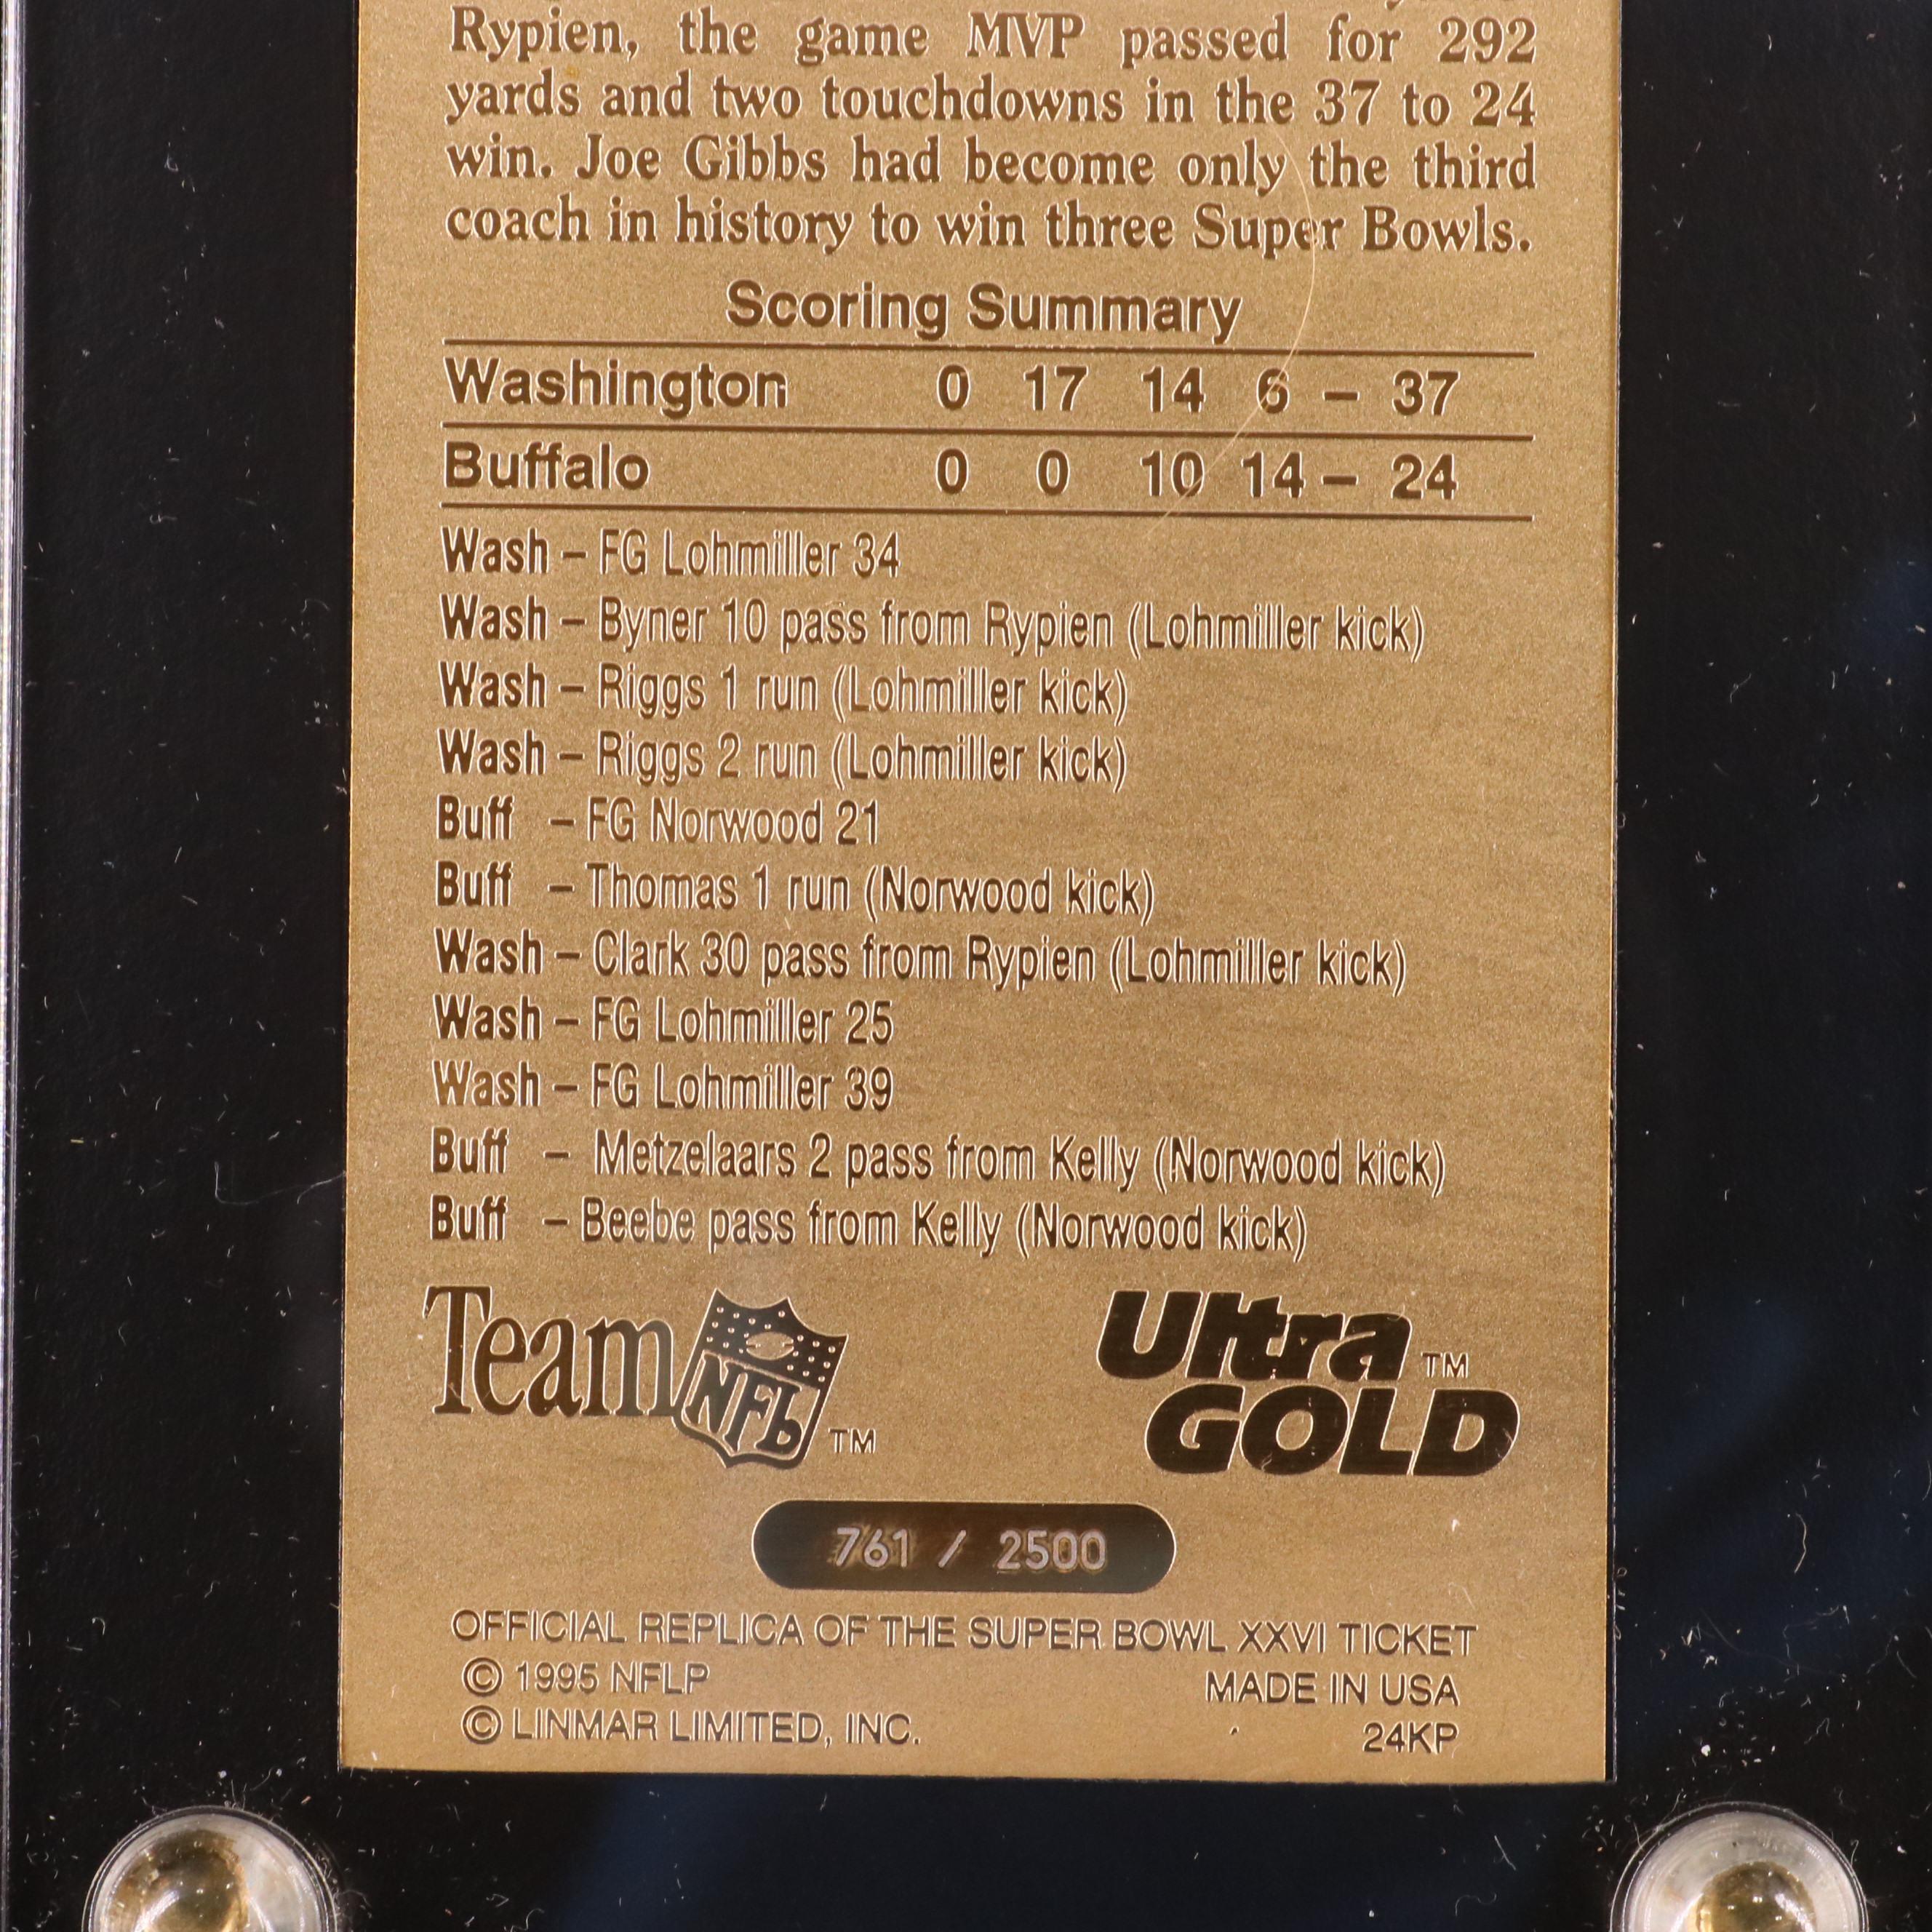 Rypien, the game MVP passed for 292
yards and two touchdowns in the 37 to 24
win. Joe Gibbs had become only the third
coach in history to win three Super Bowls.
Scoring Summary
Washington 0 17 14 6 – 37
Buffalo 0 0 10 14 – 24
Wash – FG Lohmiller 34
Wash – Byner 10 pass from Rypien (Lohmiller kick)
Wash – Riggs 1 run (Lohmiller kick)
Wash – Riggs 2 run (Lohmiller kick)
Buff – FG Norwood 21
Buff – Thomas 1 run (Norwood kick)
Wash – Clark 30 pass from Rypien (Lohmiller kick)
Wash – FG Lohmiller 25
Wash – FG Lohmiller 39
Buff – Metzelaars 2 pass from Kelly (Norwood kick)
Buff – Beebe pass from Kelly (Norwood kick)
Team NFL ™
Ultra ™
GOLD
761 / 2500
OFFICIAL REPLICA OF THE SUPER BOWL XXVI TICKET
© 1995 NFLP MADE IN USA
© LINMAR LIMITED, INC. 24KP